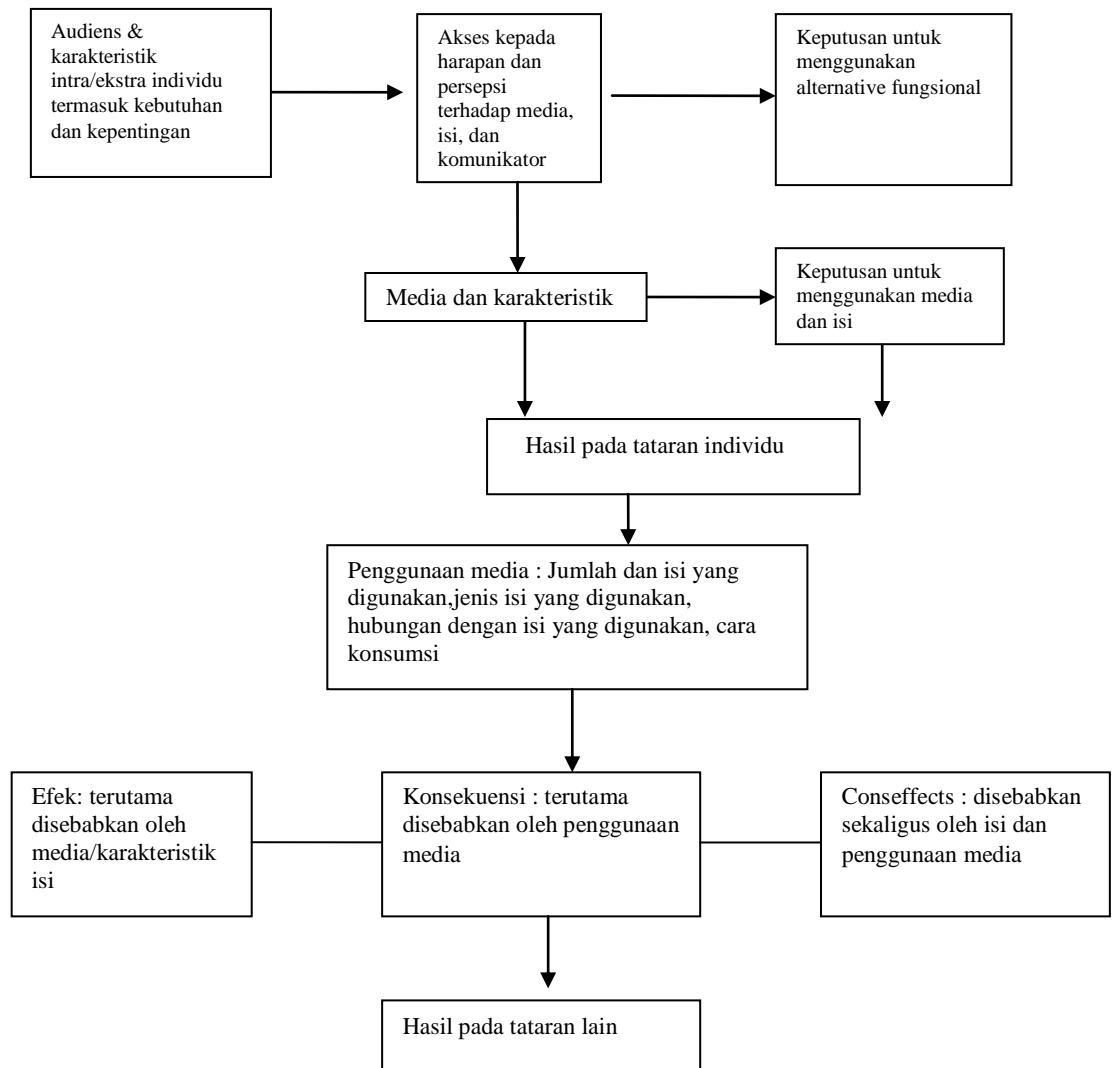 Audiens &
karakteristik
intra/ekstra individu
termasuk kebutuhan
dan kepentingan
Akses kepada
harapan dan
persepsi
terhadap media,
isi, dan
komunikator
Keputusan untuk
menggunakan
alternative fungsional
Media dan karakteristik
Keputusan untuk
menggunakan media
dan isi
Hasil pada tataran individu
Penggunaan media : Jumlah dan isi yang
digunakan,jenis isi yang digunakan,
hubungan dengan isi yang digunakan, cara
konsumsi
Efek: terutama
disebabkan oleh
media/karakteristik
isi
Konsekuensi : terutama
disebabkan oleh penggunaan
media
Conseffects : disebabkan
sekaligus oleh isi dan
penggunaan media
Hasil pada tataran lain